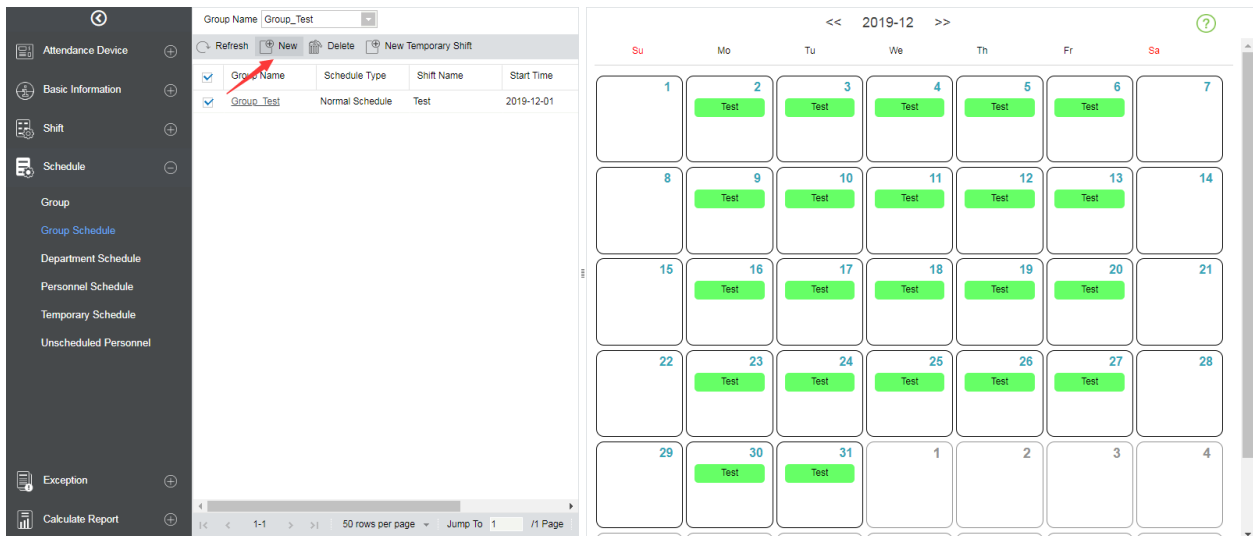 Attendance Device
Basic Information
Shift
Schedule
Group
Group Schedule
Department Schedule
Personnel Schedule
Temporary Schedule
Unscheduled Personnel
Exception
Calculate Report
Group Name Group_Test
Refresh New Delete New Temporary Shift
Group Name Schedule Type Shift Name Start Time
Group_Test Normal Schedule Test 2019-12-01
1-1 50 rows per page Jump To 1 /1 Page
<< 2019-12 >> ?
Su Mo Tu We Th Fr Sa
1 2 3 4 5 6 7
Test Test Test Test Test
8 9 10 11 12 13 14
Test Test Test Test Test
15 16 17 18 19 20 21
Test Test Test Test Test
22 23 24 25 26 27 28
Test Test Test Test Test
29 30 31 1 2 3 4
Test Test